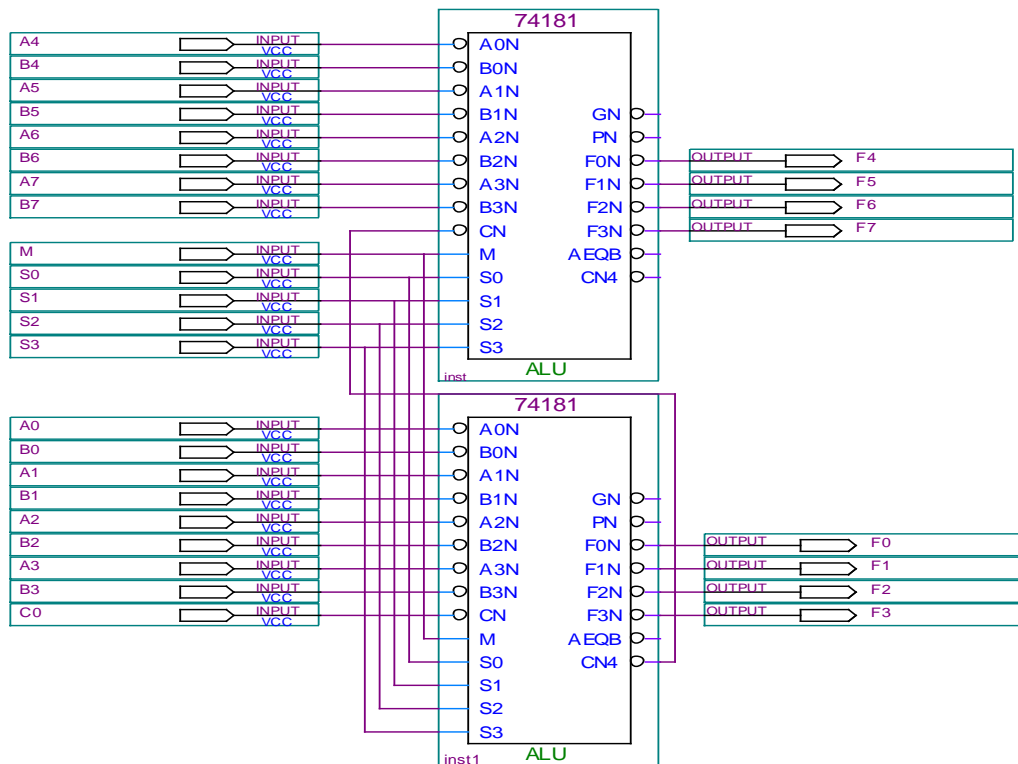 74181
A4 INPUT VCC A0N
B4 INPUT VCC B0N
A5 INPUT VCC A1N
B5 INPUT VCC B1N GN
A6 INPUT VCC A2N PN
B6 INPUT VCC B2N F0N OUTPUT F4
A7 INPUT VCC A3N F1N OUTPUT F5
B7 INPUT VCC B3N F2N OUTPUT F6
CN F3N OUTPUT F7
M INPUT VCC M AEQB
S0 INPUT VCC S0 CN4
S1 INPUT VCC S1
S2 INPUT VCC S2
S3 INPUT VCC S3
inst ALU
74181
A0 INPUT VCC A0N
B0 INPUT VCC B0N
A1 INPUT VCC A1N
B1 INPUT VCC B1N GN
A2 INPUT VCC A2N PN
B2 INPUT VCC B2N F0N OUTPUT F0
A3 INPUT VCC A3N F1N OUTPUT F1
B3 INPUT VCC B3N F2N OUTPUT F2
C0 INPUT VCC CN F3N OUTPUT F3
M AEQB
S0 CN4
S1
S2
S3
inst1 ALU